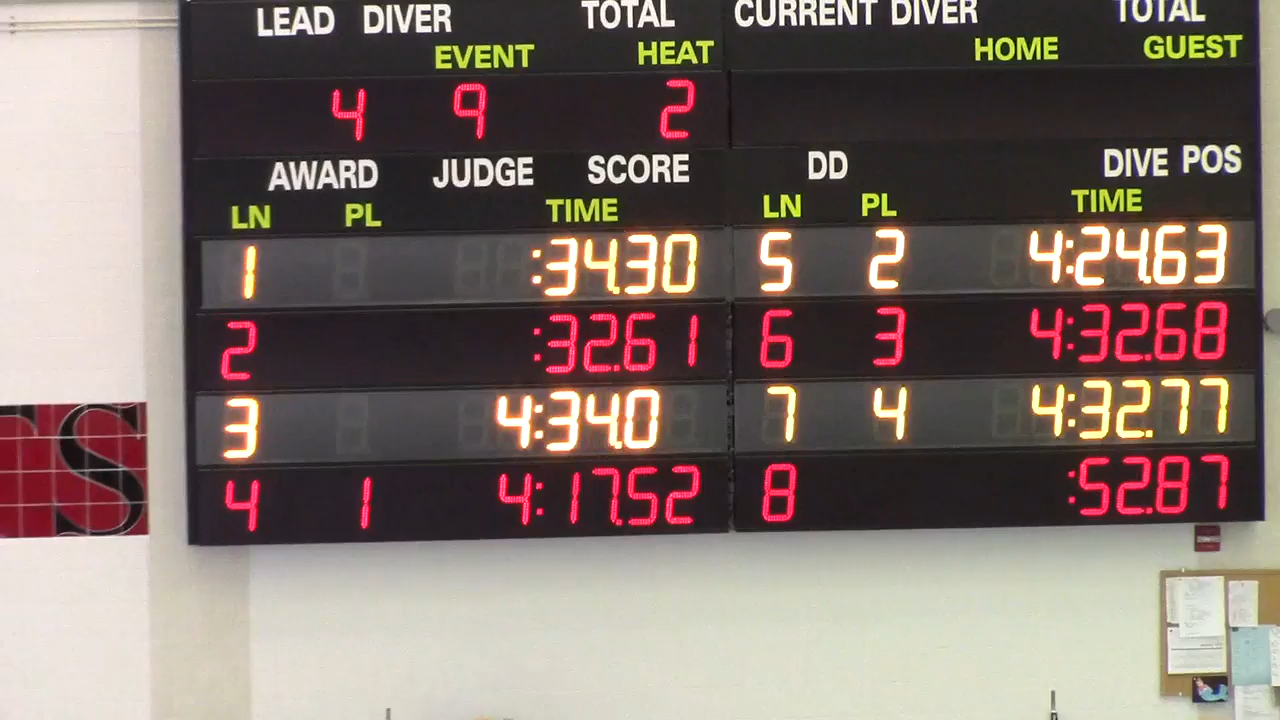 LEAD DIVER TOTAL
EVENT HEAT
4 9 2
AWARD JUDGE SCORE
LN PL TIME
1 :34.30
2 :32.61
3 4:34.0
4 1 4:17.52
CURRENT DIVER TOTAL
HOME GUEST
DD DIVE POS
LN PL TIME
5 2 4:24.63
6 3 4:32.68
7 4 4:32.77
8 :52.87
TS